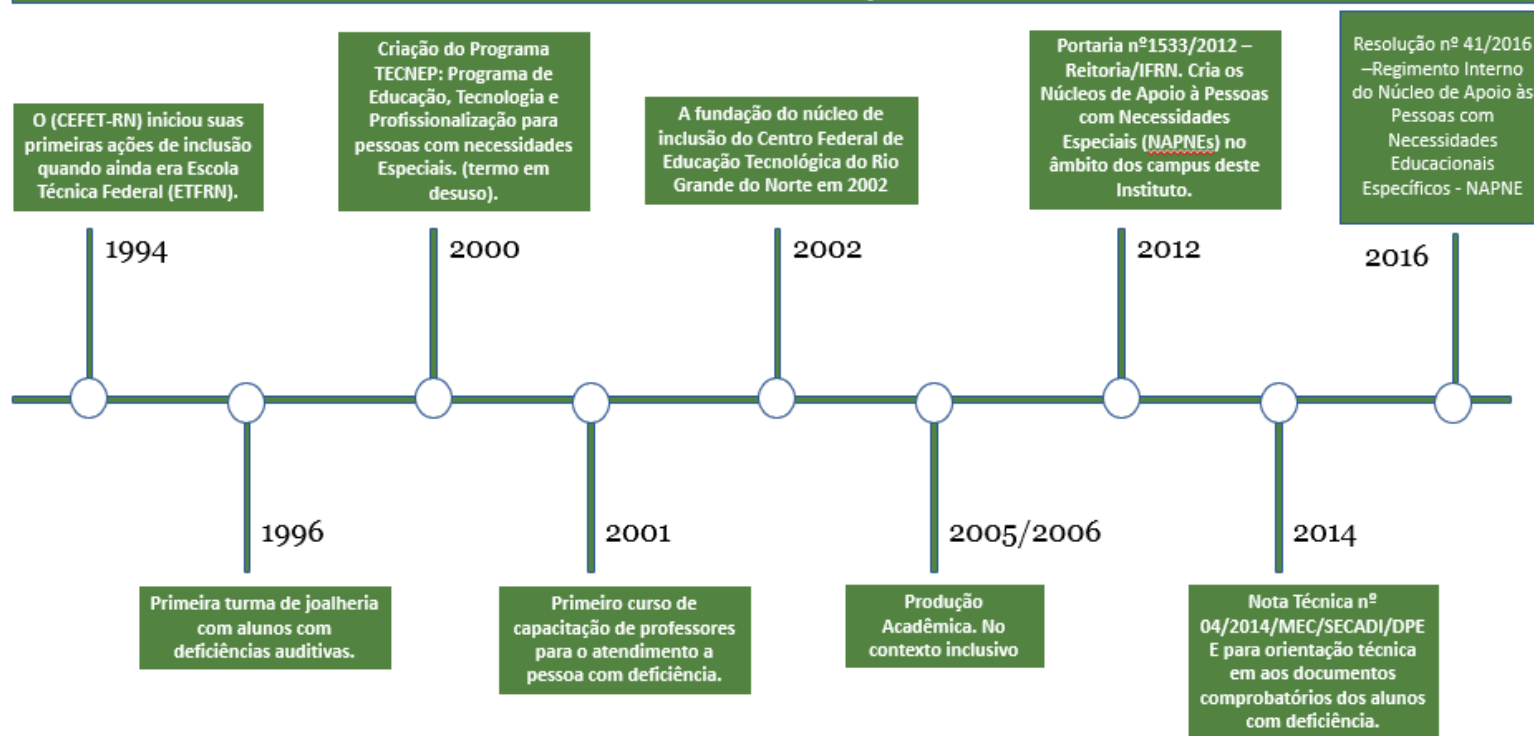 O (CEFET-RN) iniciou suas
primeiras ações de inclusão
quando ainda era Escola
Técnica Federal (ETFRN).
1994
Criação do Programa
TECNEP: Programa de
Educação, Tecnologia e
Profissionalização para
pessoas com necessidades
Especiais. (termo em
desuso).
2000
A fundação do núcleo de
inclusão do Centro Federal de
Educação Tecnológica do Rio
Grande do Norte em 2002
2002
Portaria nº1533/2012 –
Reitoria/IFRN. Cria os
Núcleos de Apoio à Pessoas
com Necessidades
Especiais (NAPNEs) no
âmbito dos campus deste
Instituto.
2012
Resolução nº 41/2016
–Regimento Interno
do Núcleo de Apoio às
Pessoas com
Necessidades
Educacionais
Específicos - NAPNE
2016
1996
Primeira turma de joalheria
com alunos com
deficiências auditivas.
2001
Primeiro curso de
capacitação de professores
para o atendimento a
pessoa com deficiência.
2005/2006
Produção
Acadêmica. No
contexto inclusivo
2014
Nota Técnica nº
04/2014/MEC/SECADI/DPE
E para orientação técnica
em aos documentos
comprobatórios dos alunos
com deficiência.